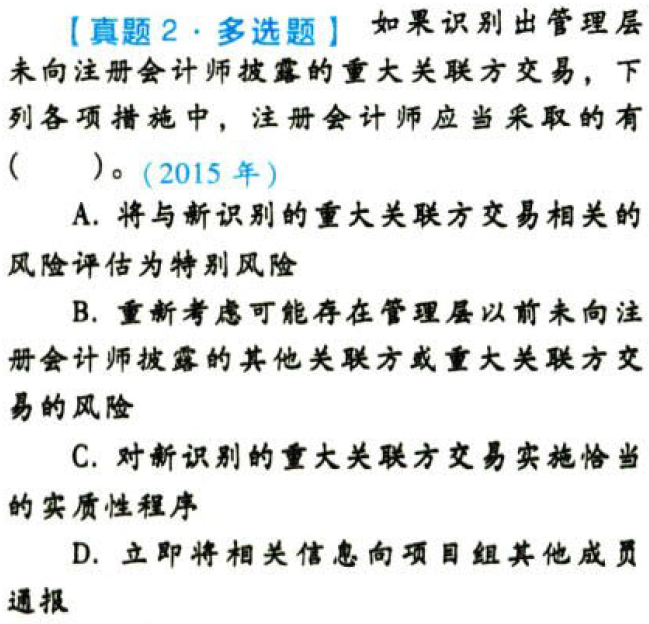 【真题2·多选题】 如果识别出管理层
未向注册会计师披露的重大关联方交易，下
列各项措施中，注册会计师应当采取的有
(　　)。(2015年)
A. 将与新识别的重大关联方交易相关的
风险评估为特别风险
B. 重新考虑可能存在管理层以前未向注
册会计师披露的其他关联方或重大关联方交
易的风险
C. 对新识别的重大关联方交易实施恰当
的实质性程序
D. 立即将相关信息向项目组其他成员
通报